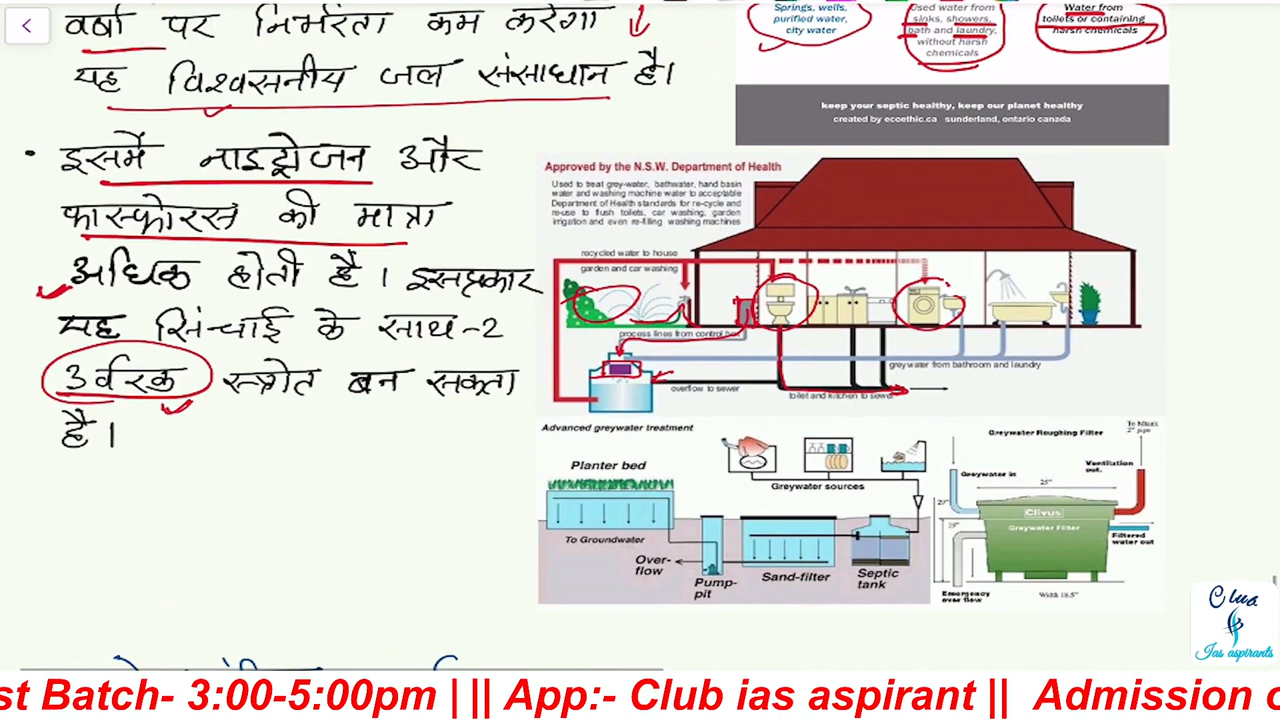 वर्षा पर निर्भरता कम करेगा ↓
यह विश्वसनीय जल संसाधान है।
• इसमें नाइट्रोजन और
फास्फोरस की मात्रा
अधिक होती है। इसप्रकार
यह सिंचाई के साथ-2
उर्वरक स्त्रोत बन सकता
है।
Springs, wells,
purified water,
city water
Used water from
sinks, showers,
bath and laundry,
without harsh
chemicals
Water from
toilets or containing
harsh chemicals
keep your septic healthy, keep our planet healthy
created by ecoethic.ca sunderland, ontario canada
Approved by the N.S.W. Department of Health
Used to treat grey-water, bathwater, hand basin
water and washing machine water to acceptable
Department of Health standards for re-cycle and
re-use to flush toilets, car washing, garden
irrigation and even re-filling washing machines
recycled water to house
garden and car washing
process lines from control box
greywater from bathroom and laundry
overflow to sewer
toilet and kitchen to sewer
Advanced greywater treatment
Planter bed
Greywater sources
To Groundwater
Over-
flow
Pump-
pit
Sand-filter
Septic
tank
Greywater Roughing Filter
2" pipe
Greywater in
Ventilation
out.
25"
Clivus
Greywater Filter
Filtered
water out
Emergency
over flow
Width 18.5"
Club
Ias aspirants
st Batch- 3:00-5:00pm | || App:- Club ias aspirant || Admission o